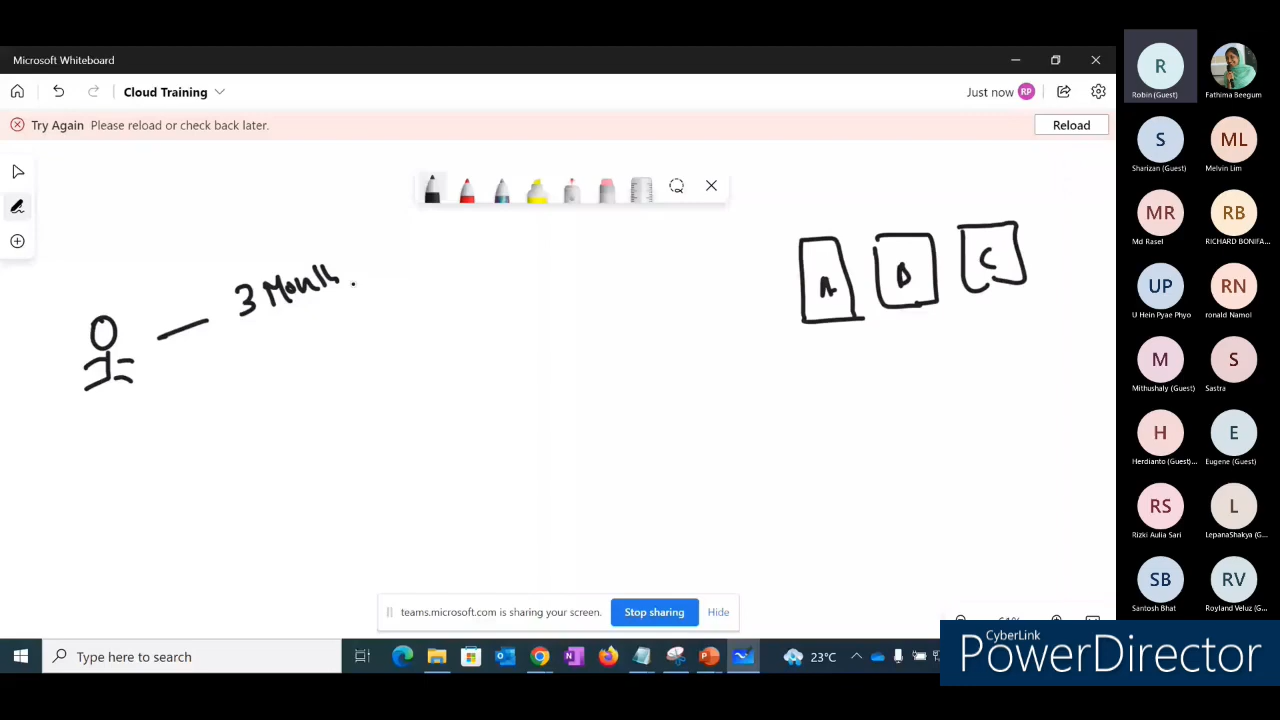 Microsoft Whiteboard
Cloud Training
Just now RP
Try Again Please reload or check back later.
Reload
3 Month
A B C
teams.microsoft.com is sharing your screen.
Stop sharing
Hide
Type here to search
23°C
R
Robin (Guest)
Fathima Beegum
S
Sharizan (Guest)
ML
Melvin Lim
MR
Md Rasel
RB
RICHARD BONIFA...
UP
U Hein Pyae Phyo
RN
ronald Namoi
M
Mithushaly (Guest)
S
Sastra
H
Herdianto (Guest)...
E
Eugene (Guest)
RS
Rizki Aulia Sari
L
LepanaShakya (G...
SB
Santosh Bhat
RV
Royland Veluz (G...
CyberLink
PowerDirector